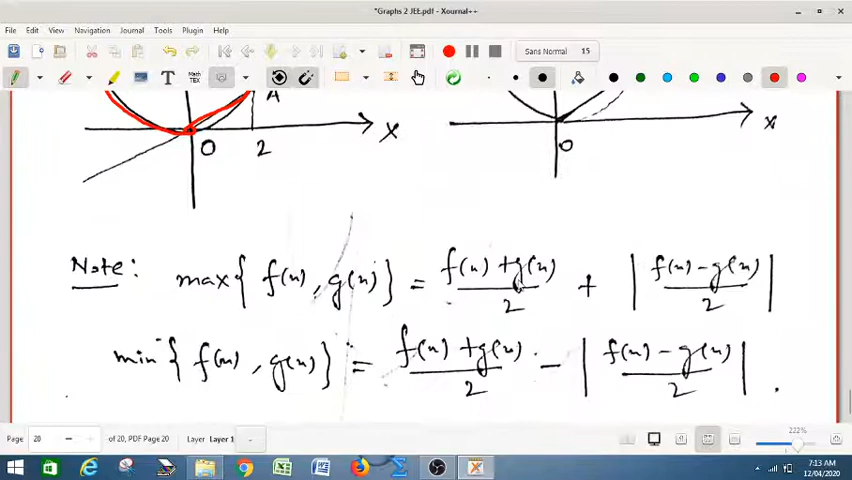 *Graphs 2 JEE.pdf - Xournal++
File Edit View Navigation Journal Tools Plugin Help
Sans Normal 15
T Math TEX
A
X x
O 2 O
Note: max{ f(x) , g(x) } = f(x) + g(x) / 2 + | f(x) - g(x) / 2 |
min { f(x) , g(x) } = f(x) + g(x) / 2 - | f(x) - g(x) / 2 | .
222%
Page 20 of 20, PDF Page 20 Layer Layer 1
7:13 AM
12/04/2020